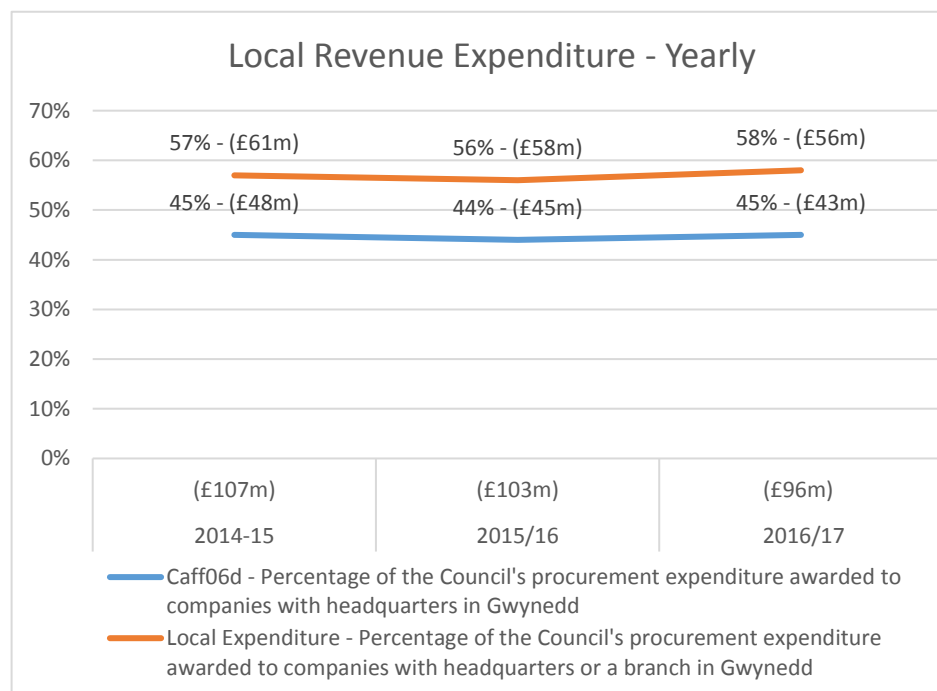 Local Revenue Expenditure - Yearly
70%
57% - (£61m) 56% - (£58m) 58% - (£56m)
60%
45% - (£48m) 44% - (£45m) 45% - (£43m)
50%
40%
30%
20%
10%
0%
(£107m) (£103m) (£96m)
2014-15 2015/16 2016/17
Caff06d - Percentage of the Council's procurement expenditure awarded to
companies with headquarters in Gwynedd
Local Expenditure - Percentage of the Council's procurement expenditure
awarded to companies with headquarters or a branch in Gwynedd